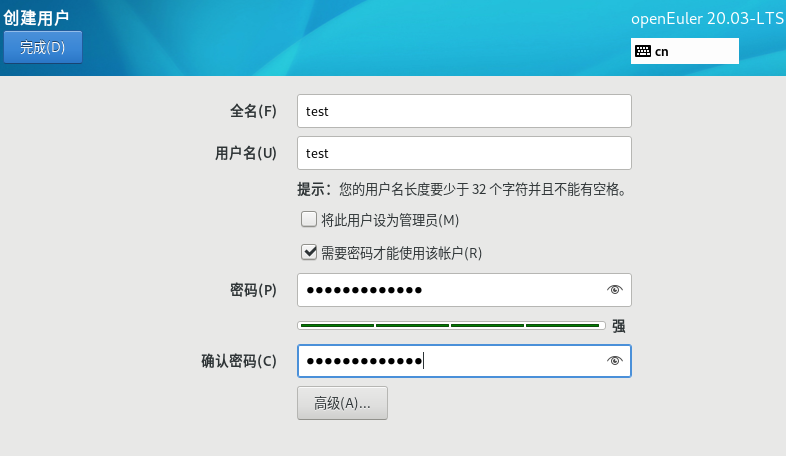 创建用户
openEuler 20.03-LTS
完成(D)
cn
全名(F)
test
用户名(U)
test
提示：您的用户名长度要少于 32 个字符并且不能有空格。
将此用户设为管理员(M)
需要密码才能使用该帐户(R)
密码(P)
●●●●●●●●●●●●●
强
确认密码(C)
●●●●●●●●●●●●●
高级(A)...